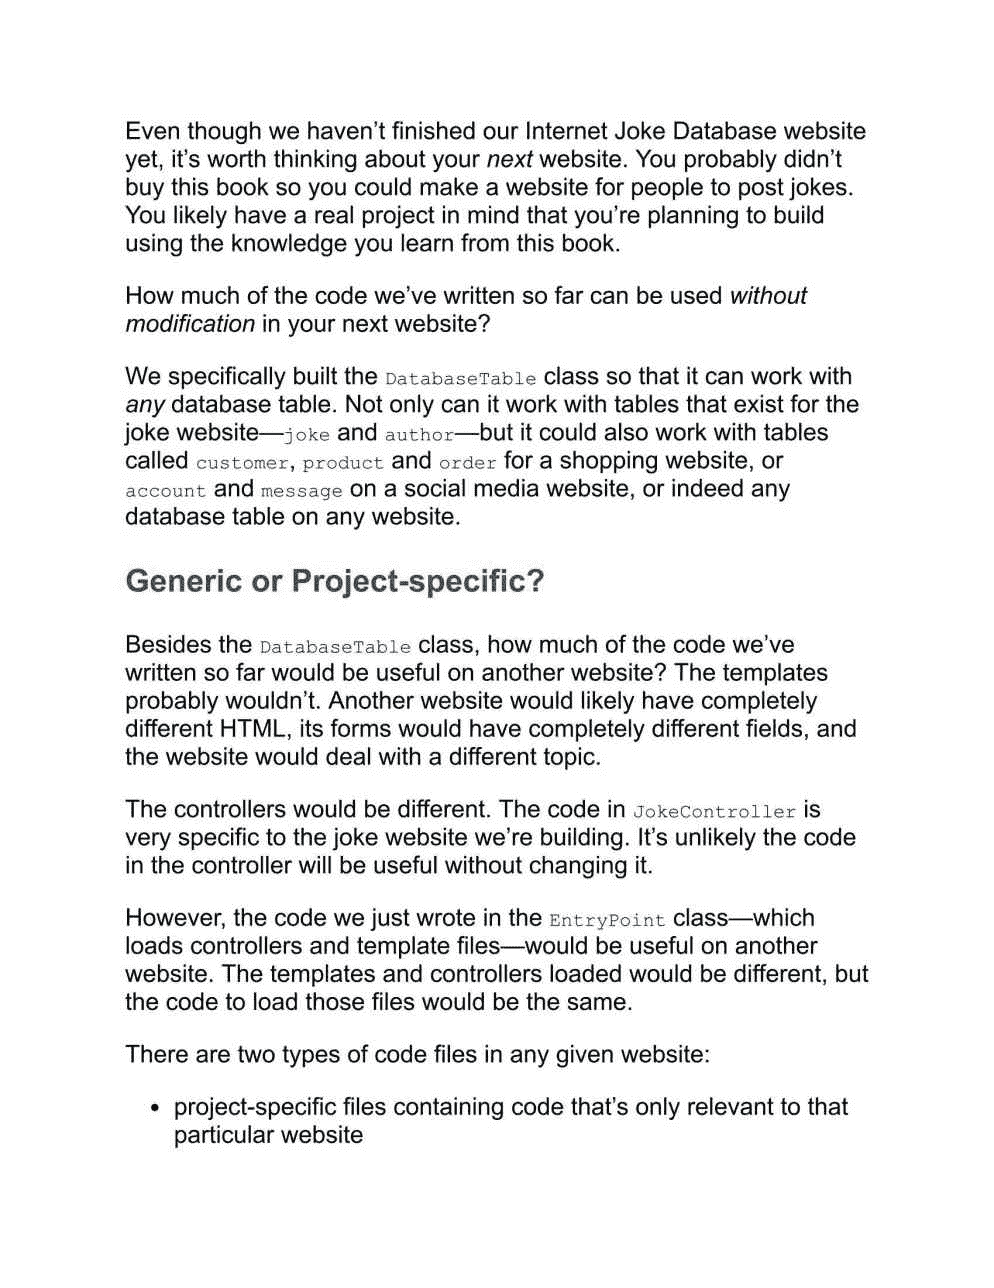 Even though we haven’t finished our Internet Joke Database website
yet, it’s worth thinking about your next website. You probably didn’t
buy this book so you could make a website for people to post jokes.
You likely have a real project in mind that you’re planning to build
using the knowledge you learn from this book.
How much of the code we’ve written so far can be used without
modification in your next website?
We specifically built the DatabaseTable class so that it can work with
any database table. Not only can it work with tables that exist for the
joke website—joke and author—but it could also work with tables
called customer, product and order for a shopping website, or
account and message on a social media website, or indeed any
database table on any website.
Generic or Project-specific?
Besides the DatabaseTable class, how much of the code we’ve
written so far would be useful on another website? The templates
probably wouldn’t. Another website would likely have completely
different HTML, its forms would have completely different fields, and
the website would deal with a different topic.
The controllers would be different. The code in JokeController is
very specific to the joke website we’re building. It’s unlikely the code
in the controller will be useful without changing it.
However, the code we just wrote in the EntryPoint class—which
loads controllers and template files—would be useful on another
website. The templates and controllers loaded would be different, but
the code to load those files would be the same.
There are two types of code files in any given website:
• project-specific files containing code that’s only relevant to that
particular website